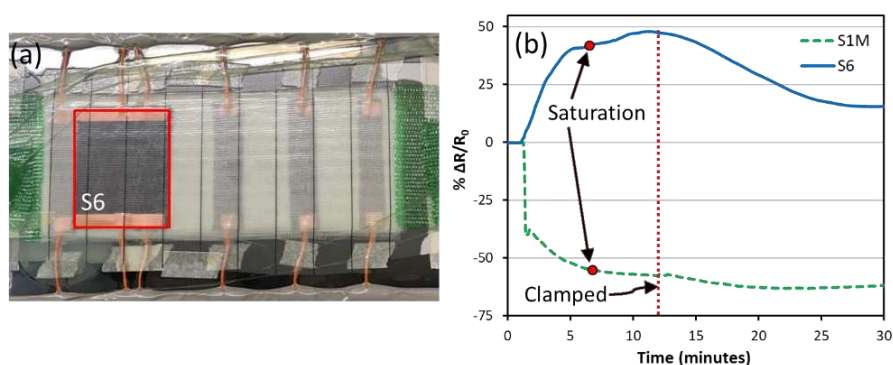 (a)
S6
(b)
50
25
0
-25
-50
-75
% ΔR/R₀
S1M
S6
Saturation
Clamped
0 5 10 15 20 25 30
Time (minutes)